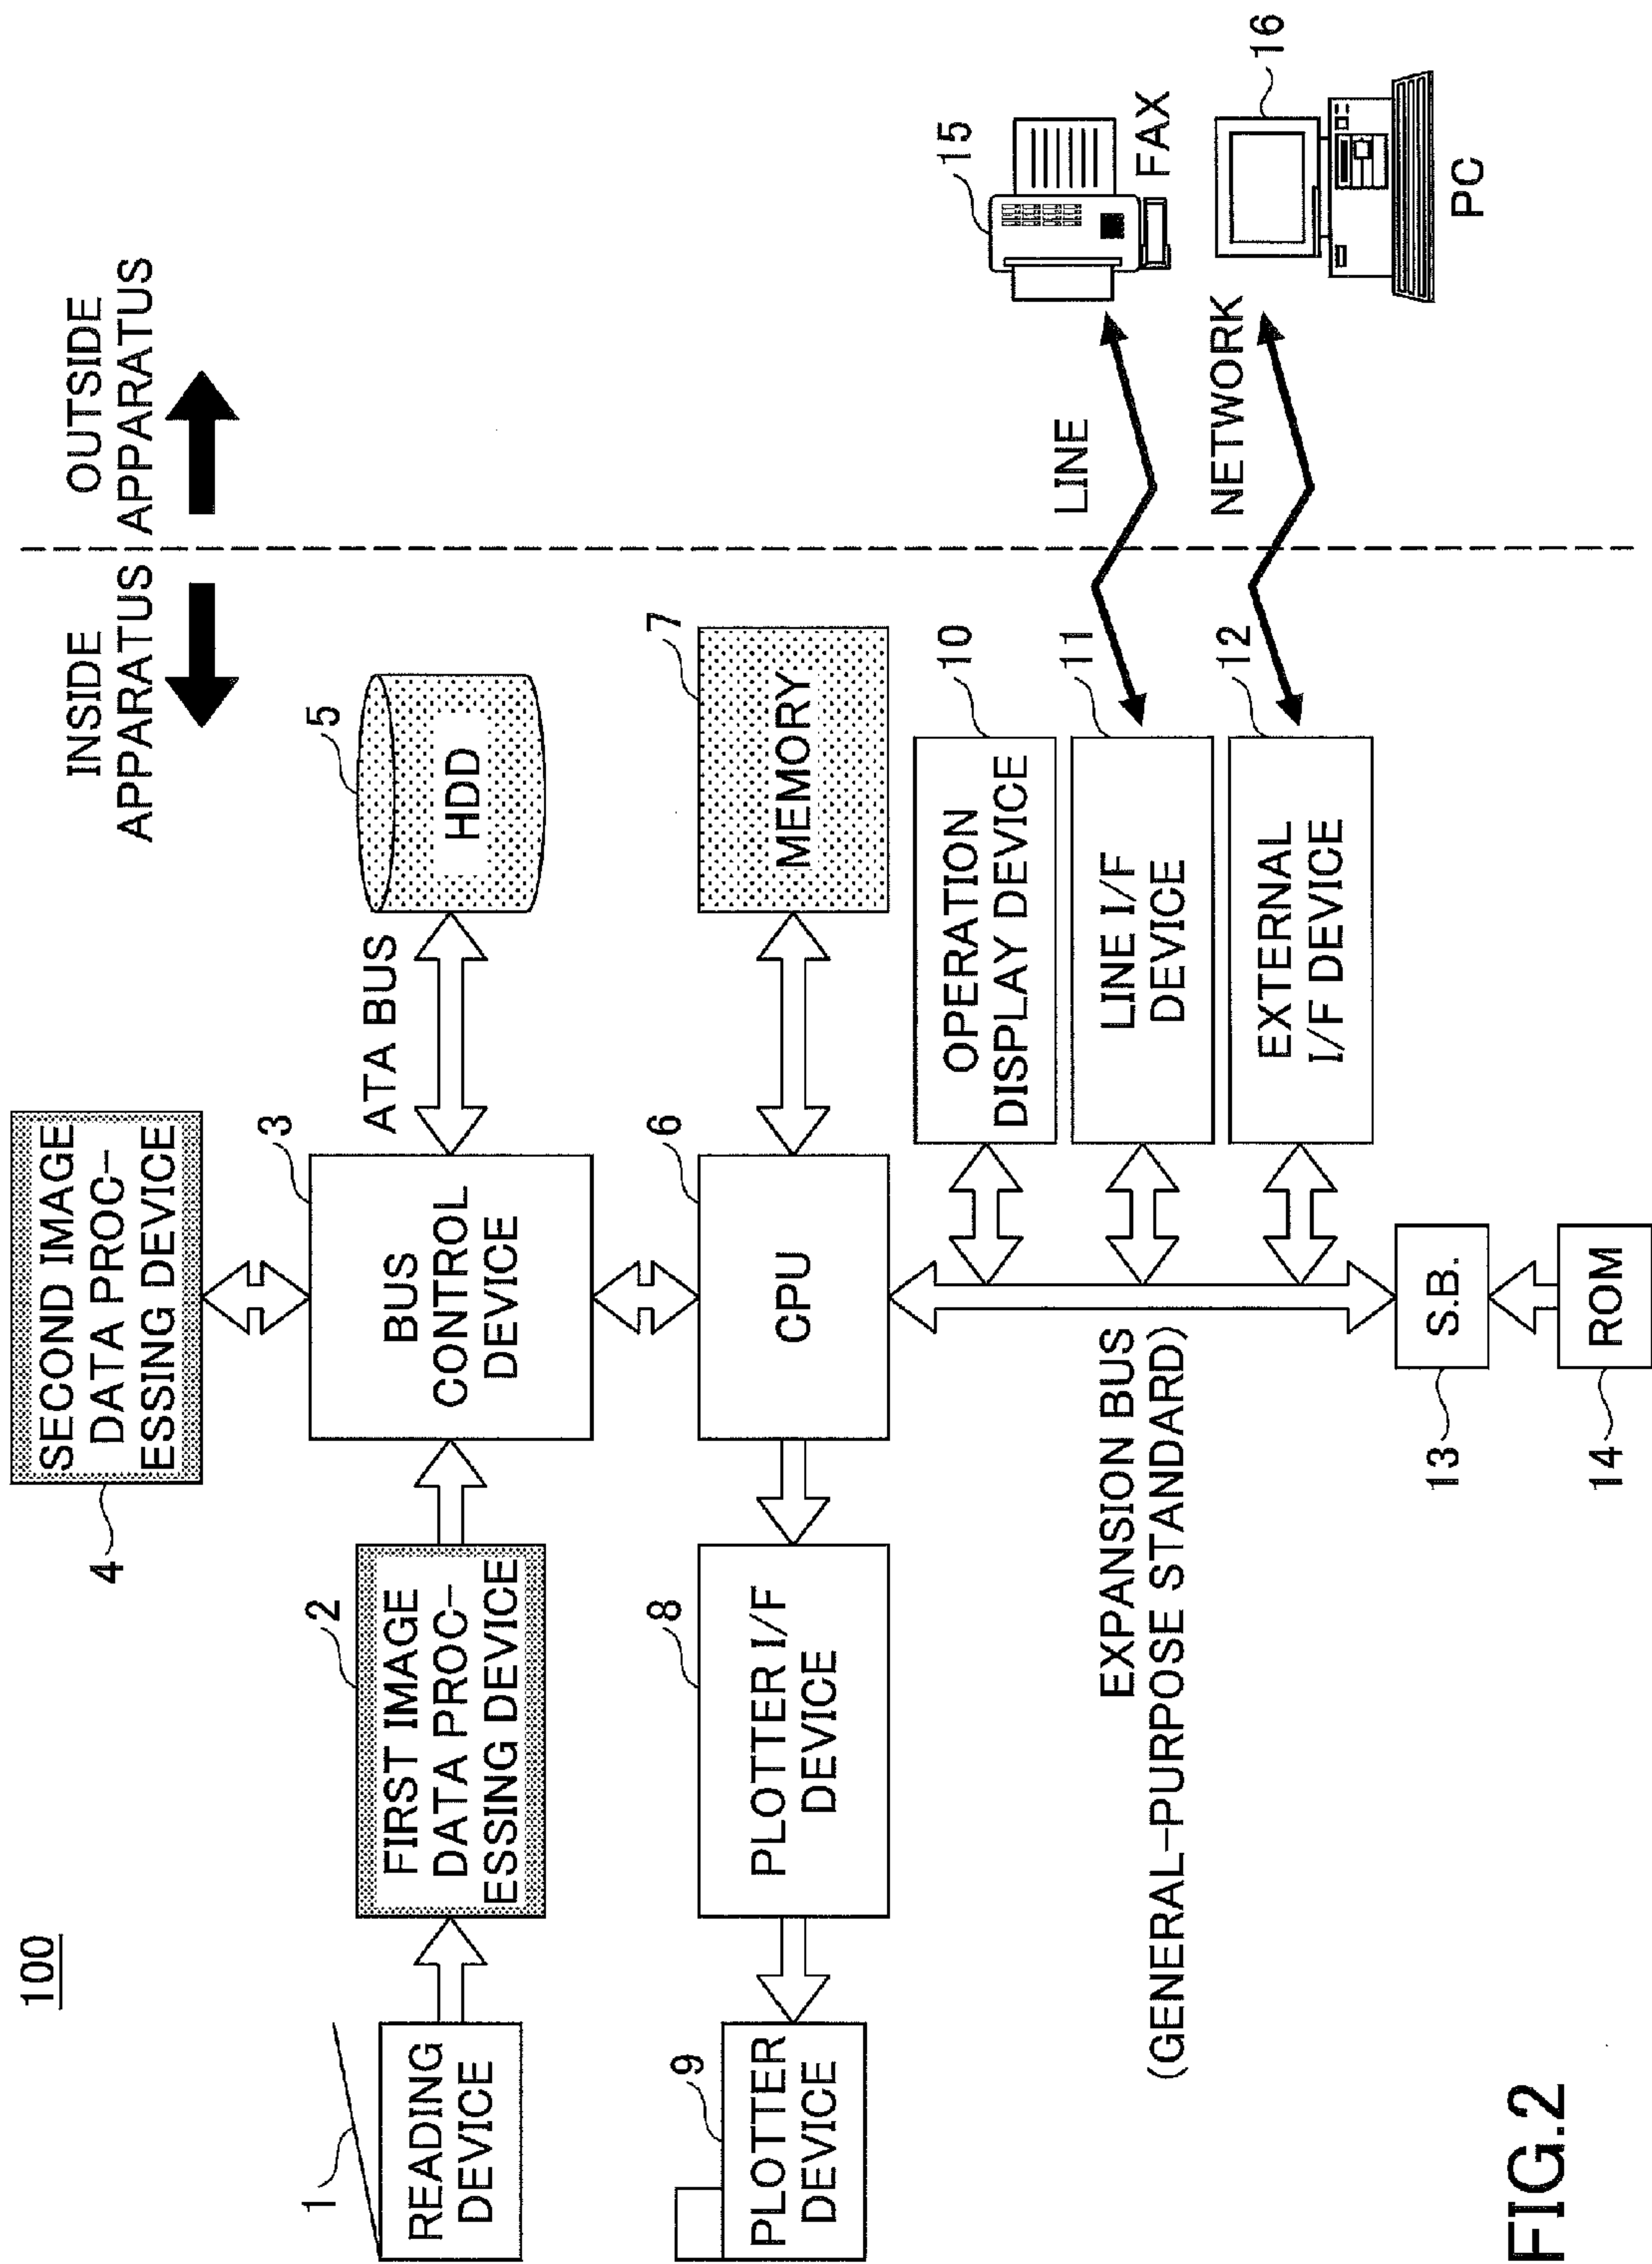 100
INSIDE
APPARATUS
OUTSIDE
APPARATUS
4
SECOND IMAGE
DATA PROC-
ESSING DEVICE
1
READING
DEVICE
2
FIRST IMAGE
DATA PROC-
ESSING DEVICE
3
BUS
CONTROL
DEVICE
ATA BUS
5
HDD
9
PLOTTER
DEVICE
8
PLOTTER I/F
DEVICE
6
CPU
7
MEMORY
EXPANSION BUS
(GENERAL-PURPOSE STANDARD)
10
OPERATION
DISPLAY DEVICE
11
LINE I/F
DEVICE
12
EXTERNAL
I/F DEVICE
LINE
15
FAX
NETWORK
16
PC
13
S.B.
14
ROM
FIG.2